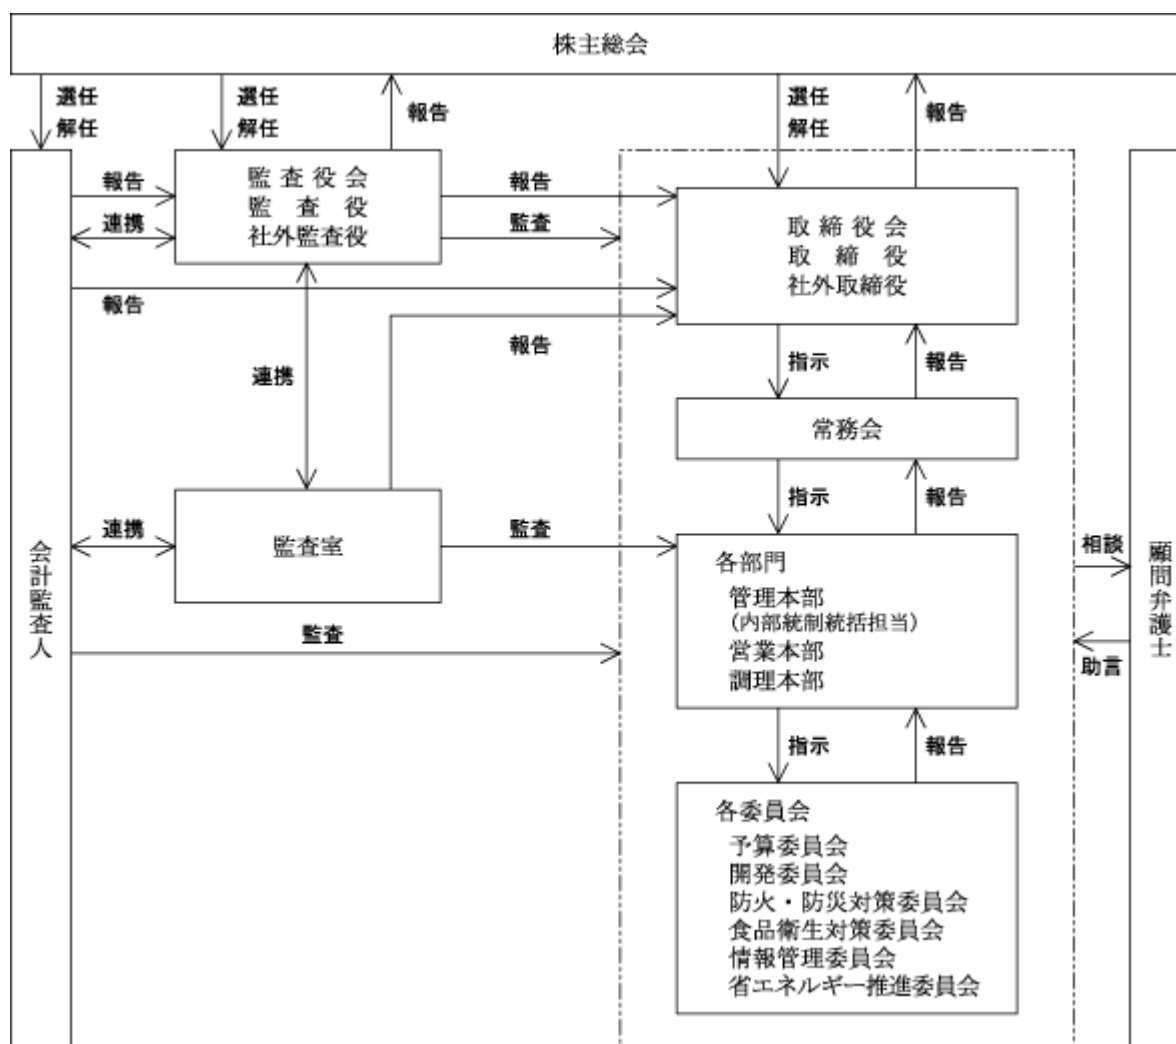 株主総会
選任
解任
選任
解任
報告
選任
解任
報告
報告
連携
監査役会
監査役
社外監査役
報告
監査
取締役会
取締役
社外取締役
報告
報告
連携
指示
報告
常務会
指示
報告
会計監査人
連携
監査室
監査
各部門
管理本部
(内部統制統括担当)
営業本部
調理本部
監査
相談
助言
顧問弁護士
指示
報告
各委員会
予算委員会
開発委員会
防火・防災対策委員会
食品衛生対策委員会
情報管理委員会
省エネルギー推進委員会